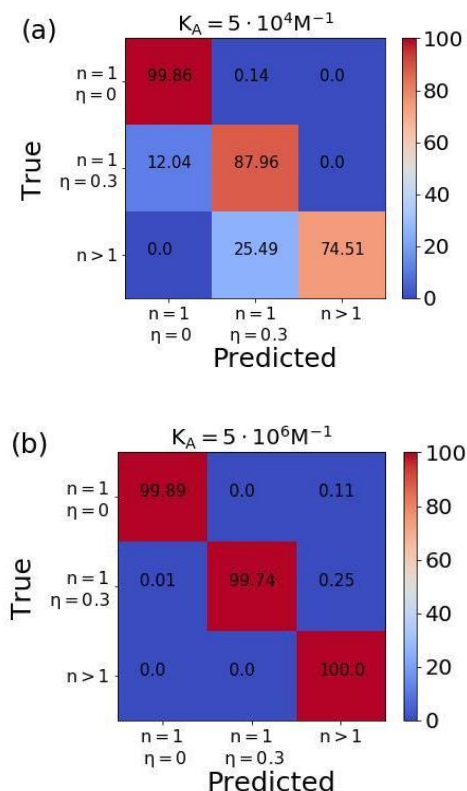 (a)
K_A = 5 · 10⁴M⁻¹
n = 1
η = 0
99.86 0.14 0.0
n = 1
η = 0.3
12.04 87.96 0.0
n > 1
0.0 25.49 74.51
True
n = 1
η = 0
n = 1
η = 0.3
n > 1
Predicted
100
80
60
40
20
0
(b)
K_A = 5 · 10⁶M⁻¹
n = 1
η = 0
99.89 0.0 0.11
n = 1
η = 0.3
0.01 99.74 0.25
n > 1
0.0 0.0 100.0
True
n = 1
η = 0
n = 1
η = 0.3
n > 1
Predicted
100
80
60
40
20
0